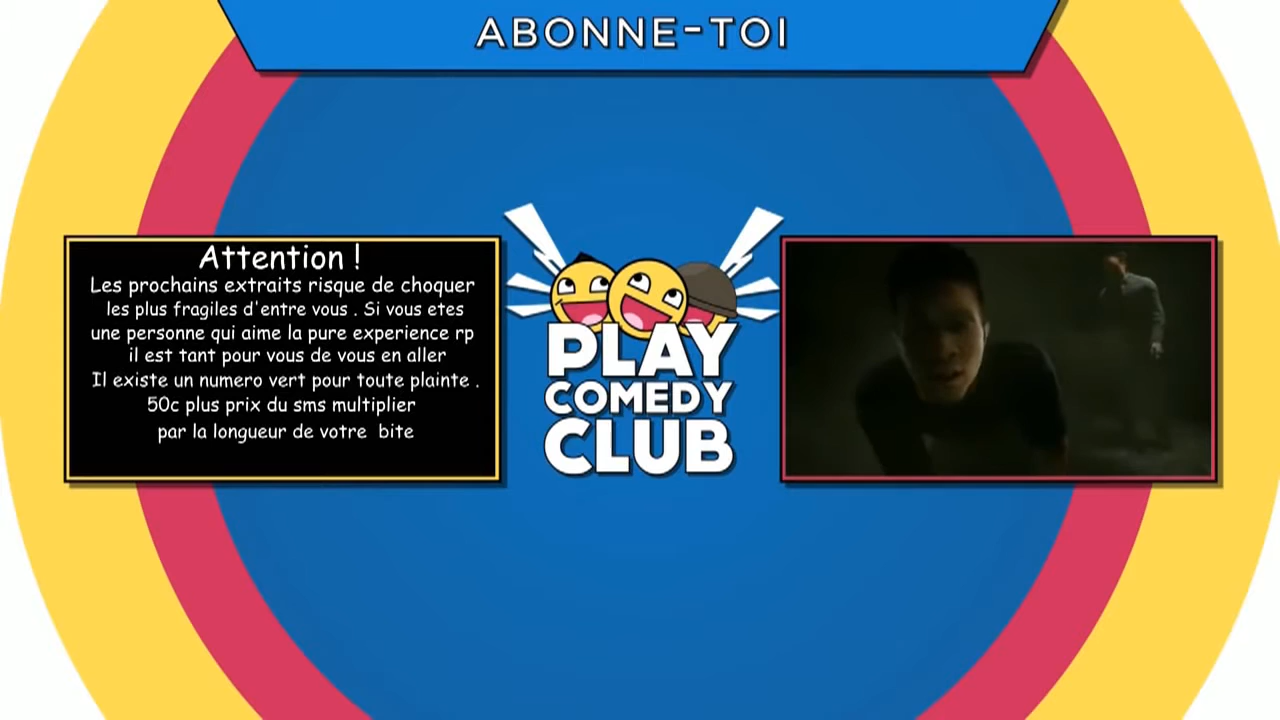 ABONNE-TOI
Attention !
Les prochains extraits risque de choquer
les plus fragiles d'entre vous . Si vous etes
une personne qui aime la pure experience rp
il est tant pour vous de vous en aller
Il existe un numero vert pour toute plainte .
50c plus prix du sms multiplier
par la longueur de votre bite
PLAY
COMEDY
CLUB